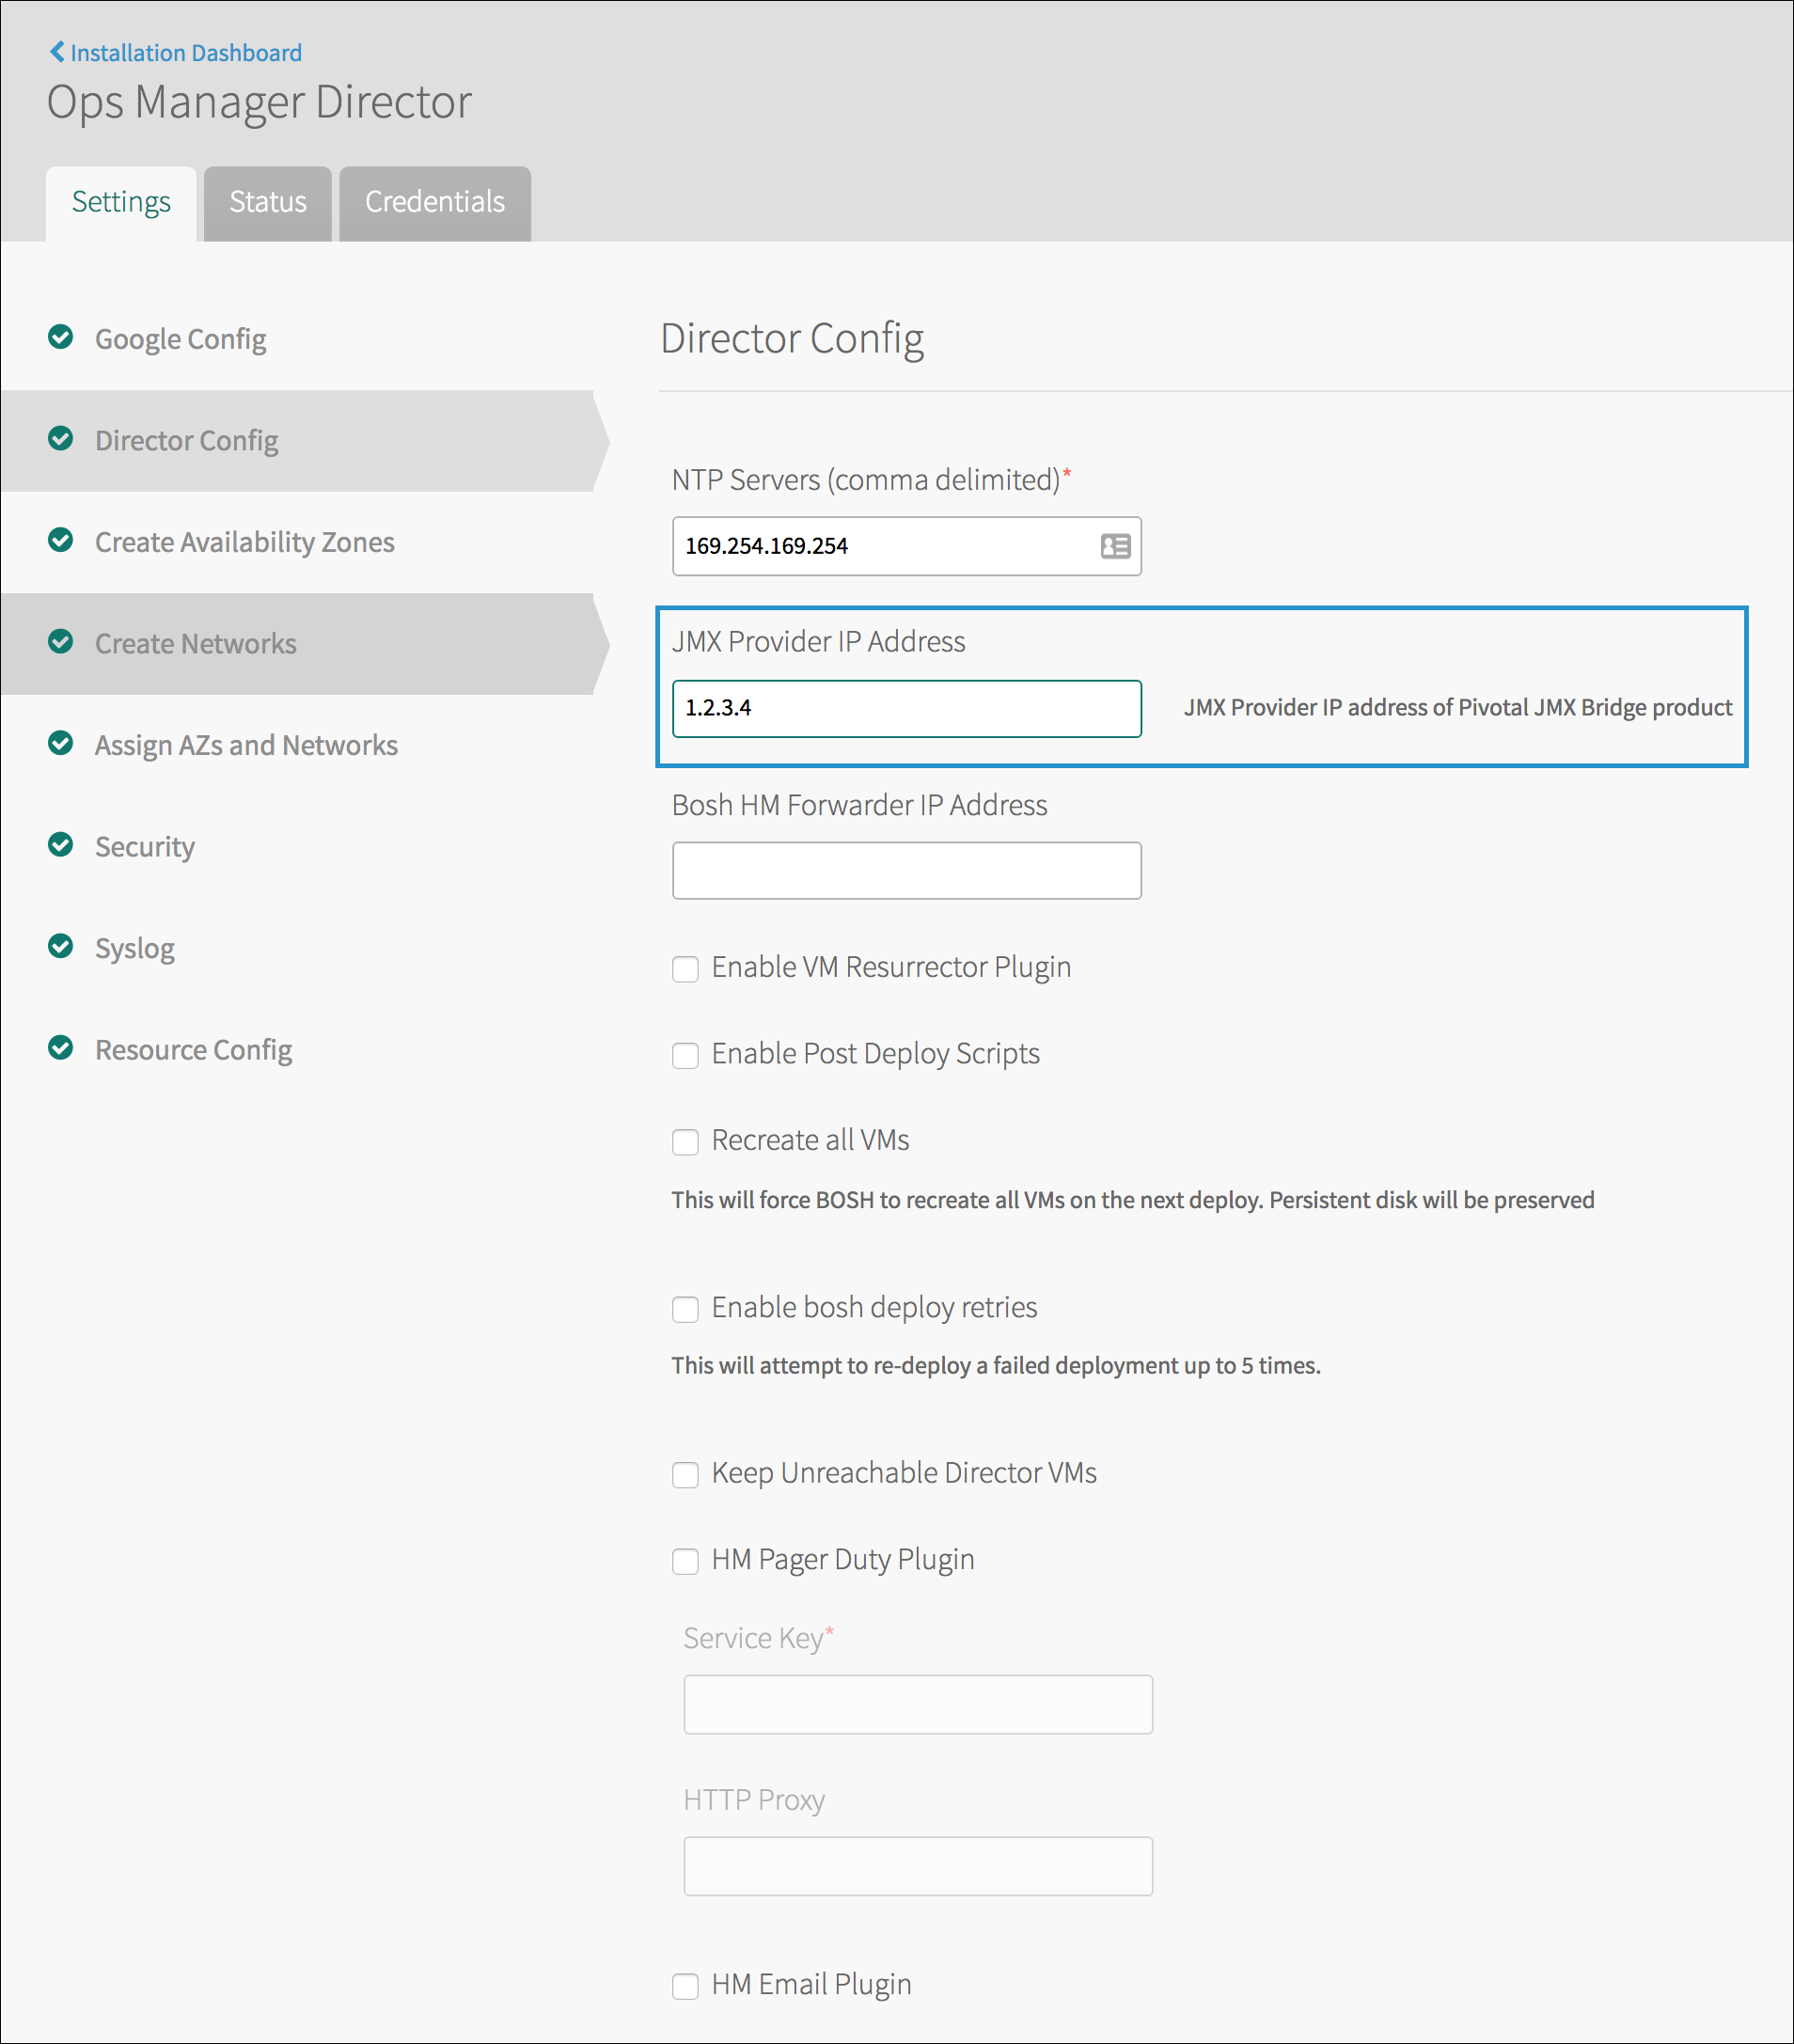 Installation Dashboard
Ops Manager Director
Settings
Status
Credentials
Google Config
Director Config
Create Availability Zones
Create Networks
Assign AZs and Networks
Security
Syslog
Resource Config
Director Config
NTP Servers (comma delimited)*
169.254.169.254
JMX Provider IP Address
1.2.3.4
JMX Provider IP address of Pivotal JMX Bridge product
Bosh HM Forwarder IP Address
Enable VM Resurrector Plugin
Enable Post Deploy Scripts
Recreate all VMs
This will force BOSH to recreate all VMs on the next deploy. Persistent disk will be preserved
Enable bosh deploy retries
This will attempt to re-deploy a failed deployment up to 5 times.
Keep Unreachable Director VMs
HM Pager Duty Plugin
Service Key*
HTTP Proxy
HM Email Plugin